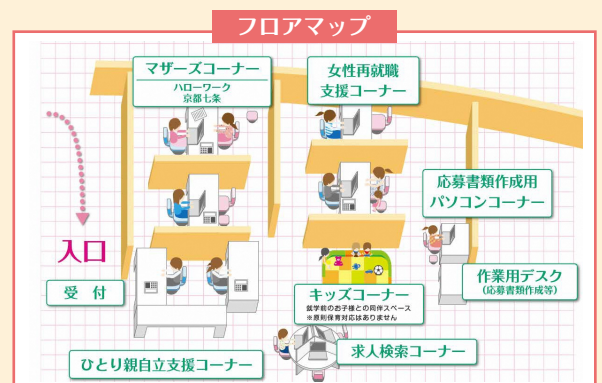 フロアマップ
マザーズコーナー
ハローワーク
京都七条
女性再就職
支援コーナー
応募書類作成用
パソコンコーナー
入口
受 付
作業用デスク
(応募書類作成等)
キッズコーナー
就学前のお子様との同伴スペース
※原則保育対応はありません
求人検索コーナー
ひとり親自立支援コーナー